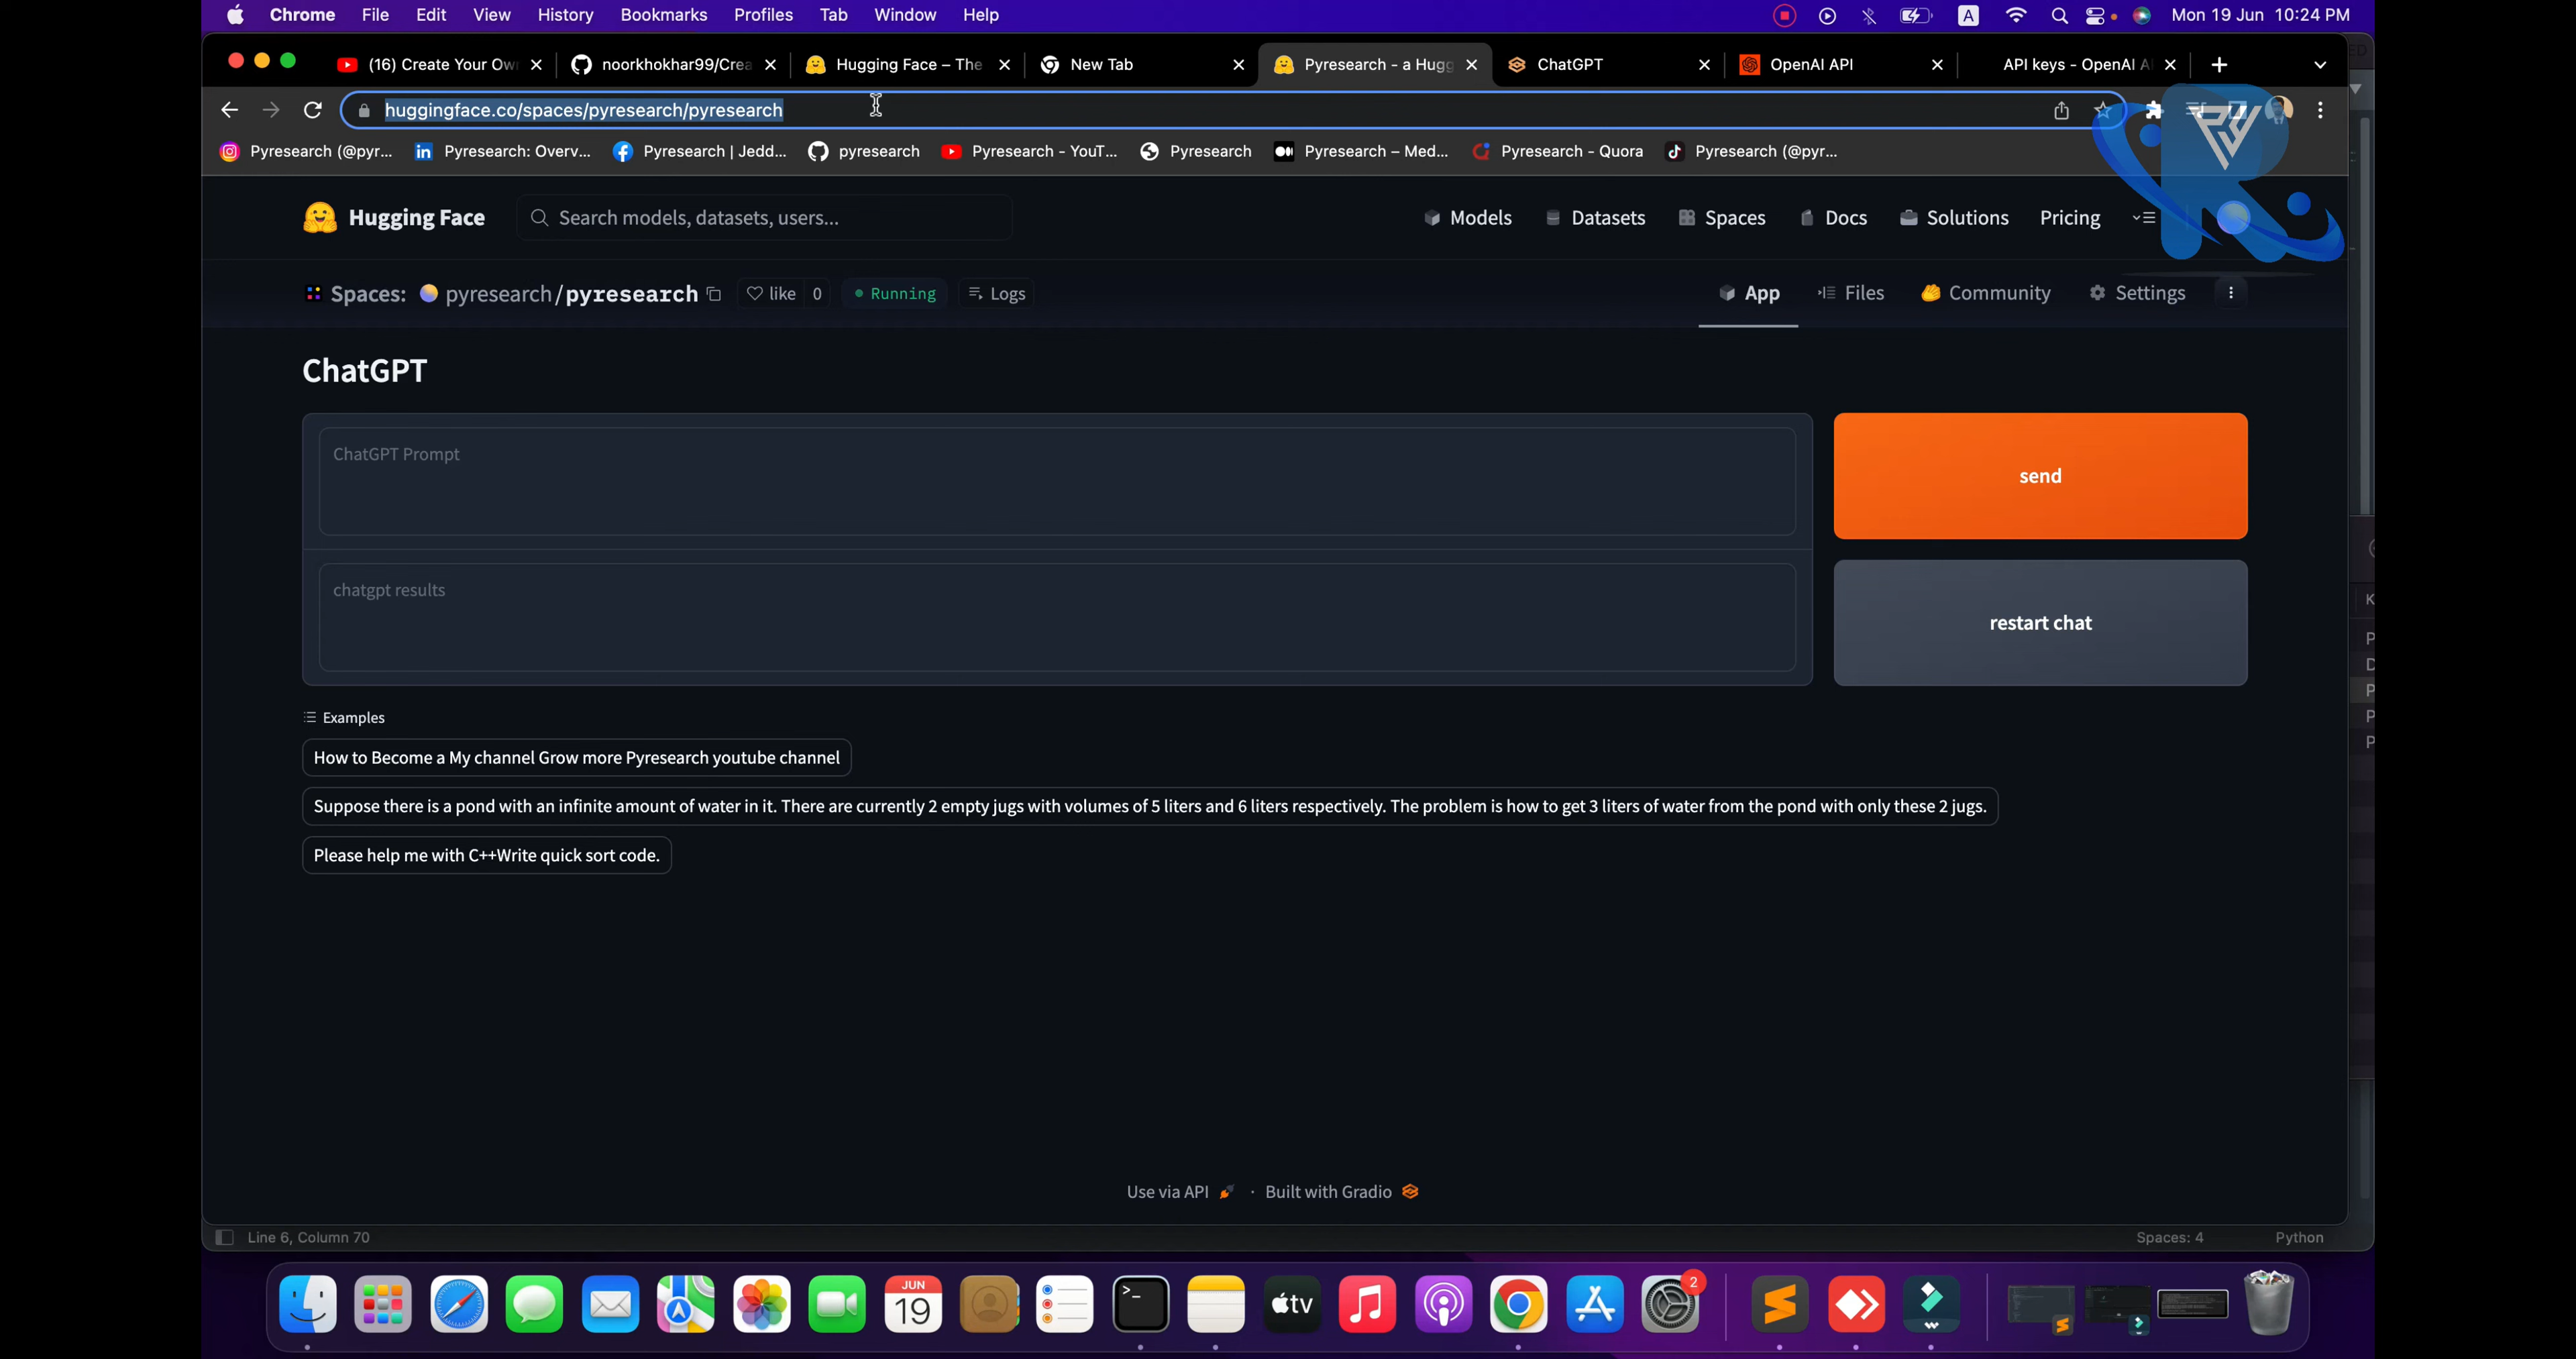 Chrome File Edit View History Bookmarks Profiles Tab Window Help A Mon 19 Jun 10:24 PM
(16) Create Your Ow noorkhokhar99/Crea Hugging Face – The New Tab Pyresearch - a Hugg ChatGPT OpenAI API API keys - OpenAI A
huggingface.co/spaces/pyresearch/pyresearch
Pyresearch (@pyr... Pyresearch: Overv... Pyresearch | Jedd... pyresearch Pyresearch - YouT... Pyresearch Pyresearch – Med... Pyresearch - Quora Pyresearch (@pyr...
Hugging Face Search models, datasets, users... Models Datasets Spaces Docs Solutions Pricing
Spaces: pyresearch/pyresearch like 0 Running Logs App Files Community Settings
ChatGPT
ChatGPT Prompt
send
chatgpt results
restart chat
Examples
How to Become a My channel Grow more Pyresearch youtube channel
Suppose there is a pond with an infinite amount of water in it. There are currently 2 empty jugs with volumes of 5 liters and 6 liters respectively. The problem is how to get 3 liters of water from the pond with only these 2 jugs.
Please help me with C++Write quick sort code.
Use via API · Built with Gradio
Line 6, Column 70 Spaces: 4 Python
JUN
19
tv
2